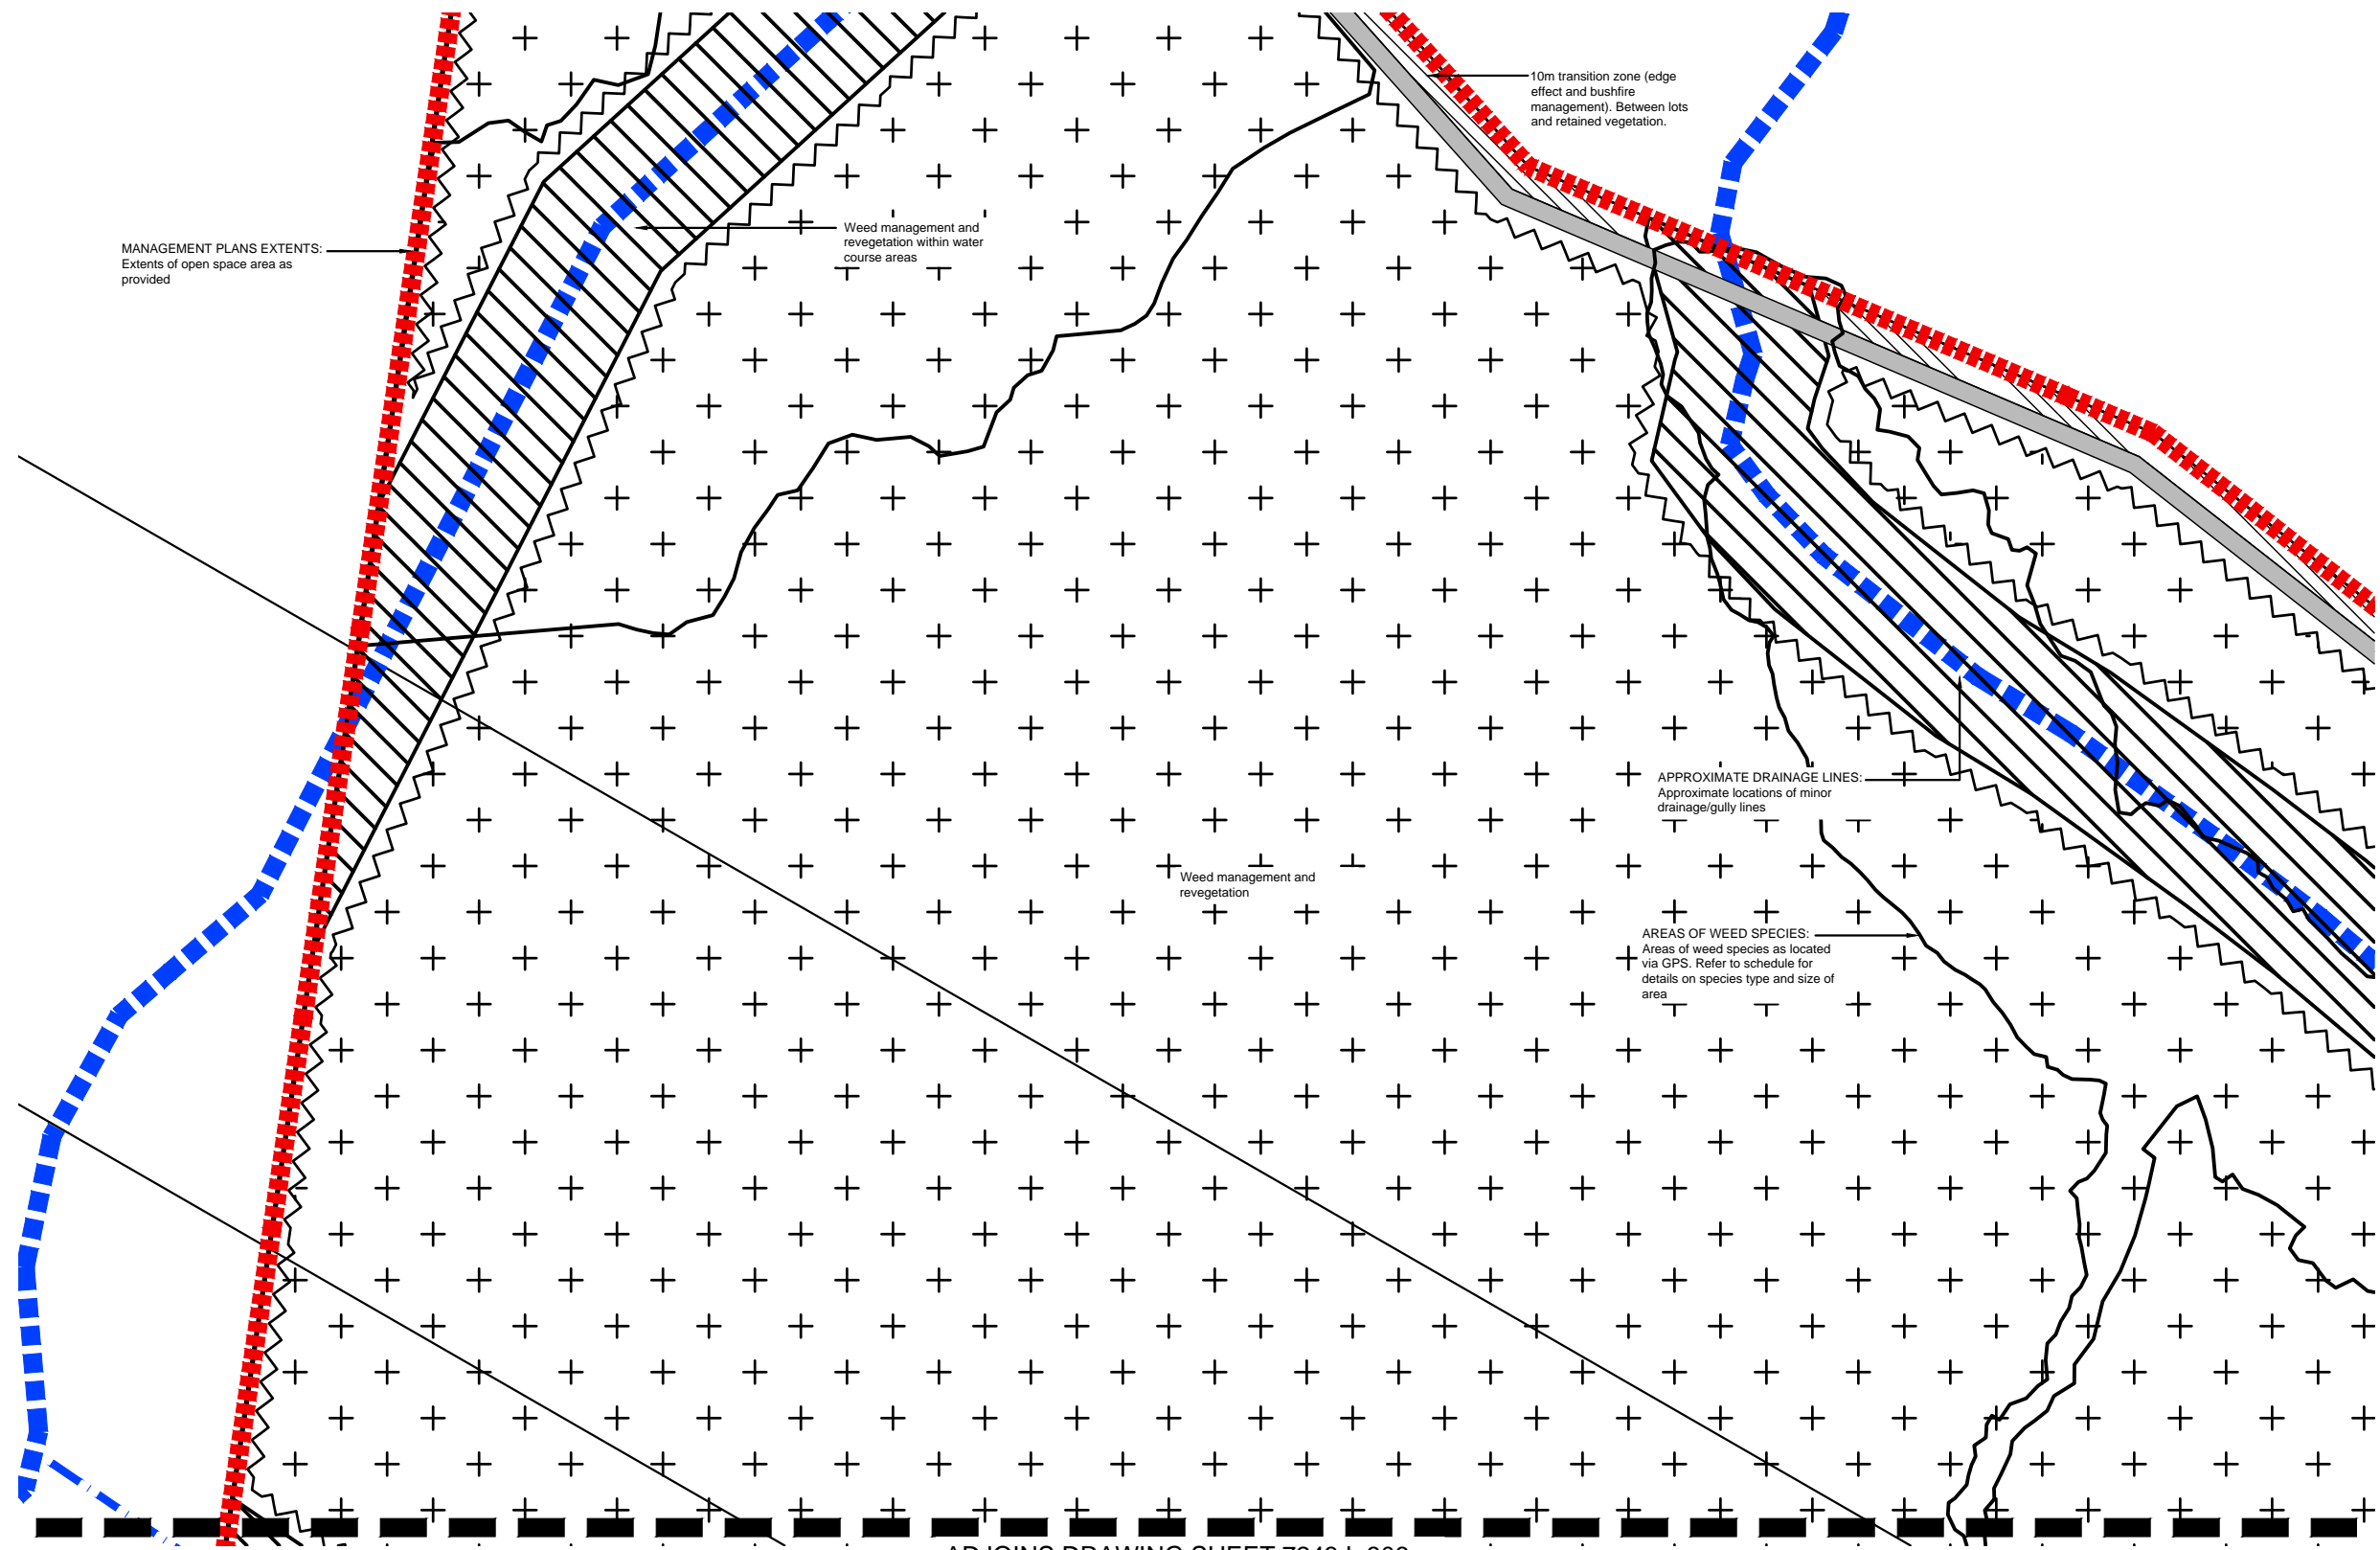 10m transition zone (edge
effect and bushfire
management). Between lots
and retained vegetation.
Weed management and
revegetation within water
course areas
MANAGEMENT PLANS EXTENTS:
Extents of open space area as
provided
APPROXIMATE DRAINAGE LINES:
Approximate locations of minor
drainage/gully lines
Weed management and
revegetation
AREAS OF WEED SPECIES:
Areas of weed species as located
via GPS. Refer to schedule for
details on species type and size of
area
ADJOINS DRAWING SHEET